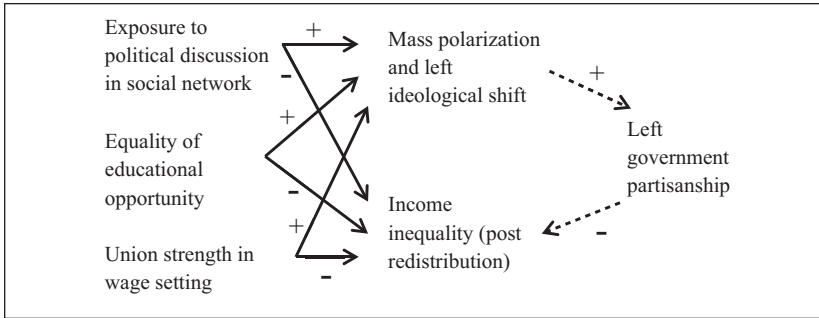 Exposure to
political discussion
in social network
+
-
Mass polarization
and left
ideological shift
+
Equality of
educational
opportunity
+
-
Left
government
partisanship
Union strength in
wage setting
+
-
Income
inequality (post
redistribution)
-